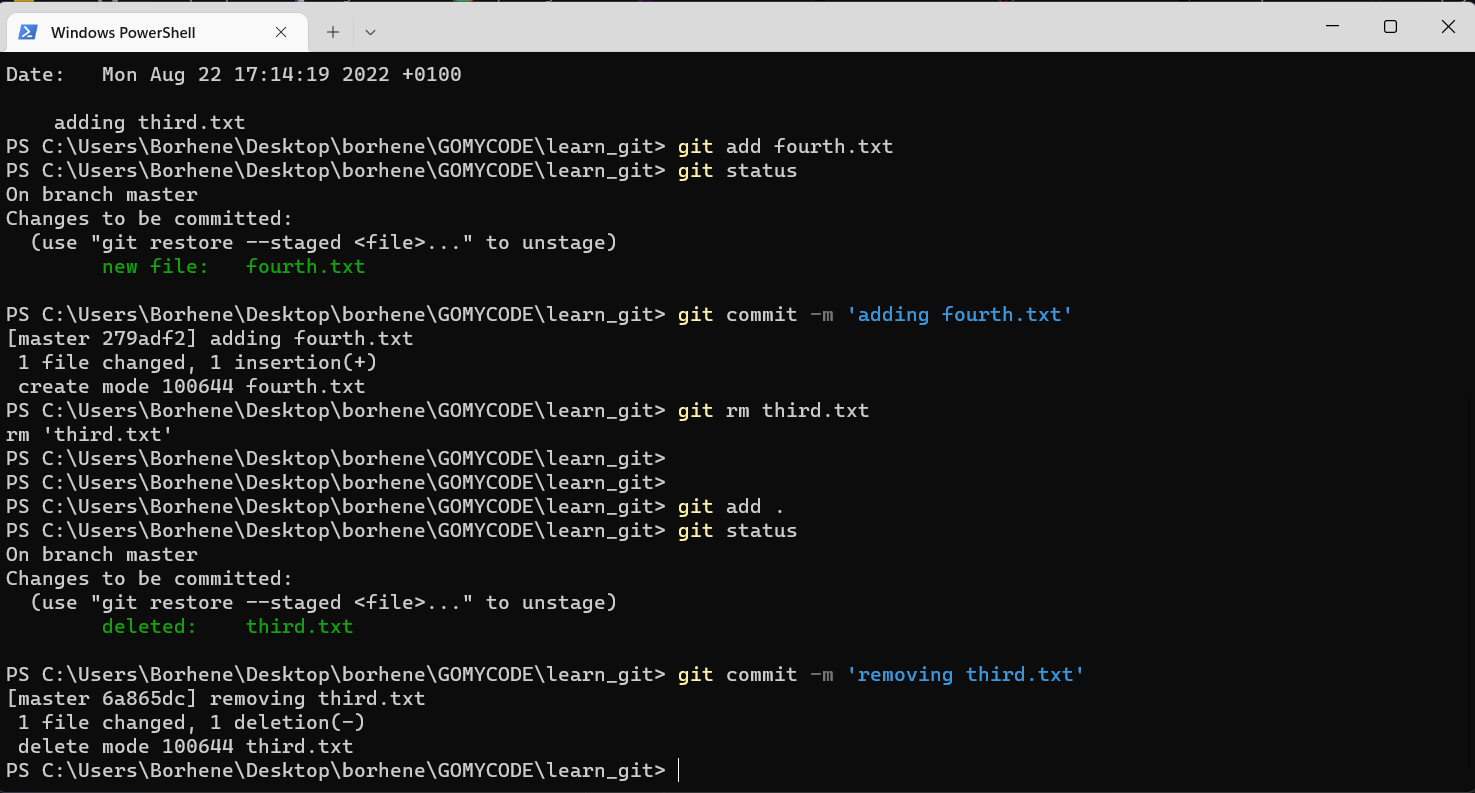 Windows PowerShell
Date:   Mon Aug 22 17:14:19 2022 +0100
    adding third.txt
PS C:\Users\Borhene\Desktop\borhene\GOMYCODE\learn_git> git add fourth.txt
PS C:\Users\Borhene\Desktop\borhene\GOMYCODE\learn_git> git status
On branch master
Changes to be committed:
  (use "git restore --staged <file>..." to unstage)
        new file:   fourth.txt
PS C:\Users\Borhene\Desktop\borhene\GOMYCODE\learn_git> git commit -m 'adding fourth.txt'
[master 279adf2] adding fourth.txt
 1 file changed, 1 insertion(+)
 create mode 100644 fourth.txt
PS C:\Users\Borhene\Desktop\borhene\GOMYCODE\learn_git> git rm third.txt
rm 'third.txt'
PS C:\Users\Borhene\Desktop\borhene\GOMYCODE\learn_git>
PS C:\Users\Borhene\Desktop\borhene\GOMYCODE\learn_git>
PS C:\Users\Borhene\Desktop\borhene\GOMYCODE\learn_git> git add .
PS C:\Users\Borhene\Desktop\borhene\GOMYCODE\learn_git> git status
On branch master
Changes to be committed:
  (use "git restore --staged <file>..." to unstage)
        deleted:    third.txt
PS C:\Users\Borhene\Desktop\borhene\GOMYCODE\learn_git> git commit -m 'removing third.txt'
[master 6a865dc] removing third.txt
 1 file changed, 1 deletion(-)
 delete mode 100644 third.txt
PS C:\Users\Borhene\Desktop\borhene\GOMYCODE\learn_git>